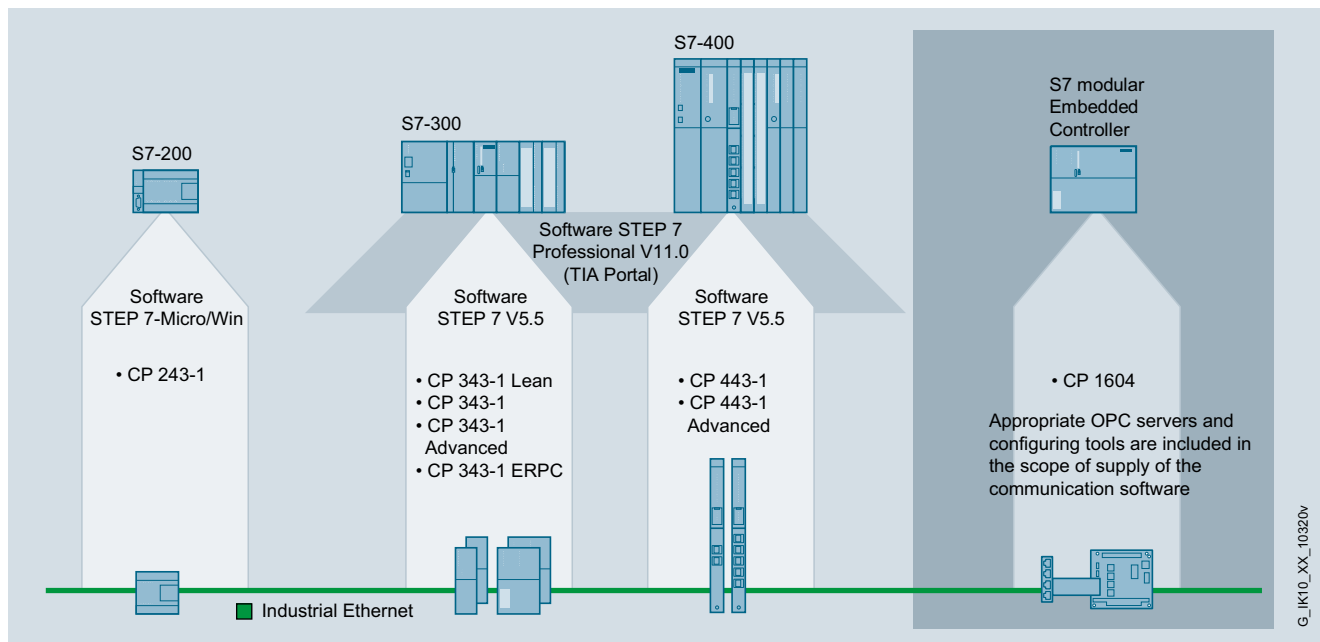 S7-200
Software
STEP 7-Micro/Win
• CP 243-1
S7-300
Software
STEP 7 V5.5
• CP 343-1 Lean
• CP 343-1
• CP 343-1
Advanced
• CP 343-1 ERPC
Software STEP 7
Professional V11.0
(TIA Portal)
S7-400
Software
STEP 7 V5.5
• CP 443-1
• CP 443-1
Advanced
S7 modular
Embedded
Controller
• CP 1604
Appropriate OPC servers and
configuring tools are included in
the scope of supply of the
communication software
Industrial Ethernet
G_IK10_XX_10320v